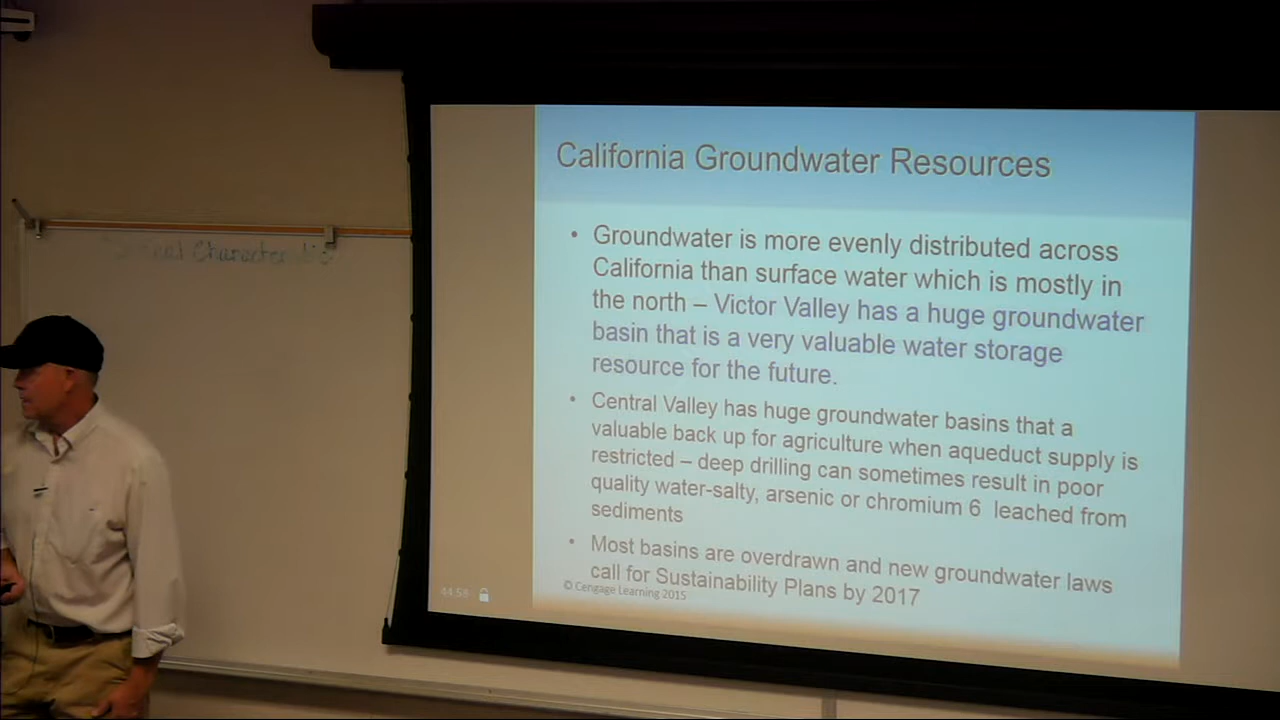 California Groundwater Resources
• Groundwater is more evenly distributed across
California than surface water which is mostly in
the north – Victor Valley has a huge groundwater
basin that is a very valuable water storage
resource for the future.
• Central Valley has huge groundwater basins that a
valuable back up for agriculture when aqueduct supply is
restricted – deep drilling can sometimes result in poor
quality water-salty, arsenic or chromium 6 leached from
sediments
• Most basins are overdrawn and new groundwater laws
call for Sustainability Plans by 2017
© Cengage Learning 2015